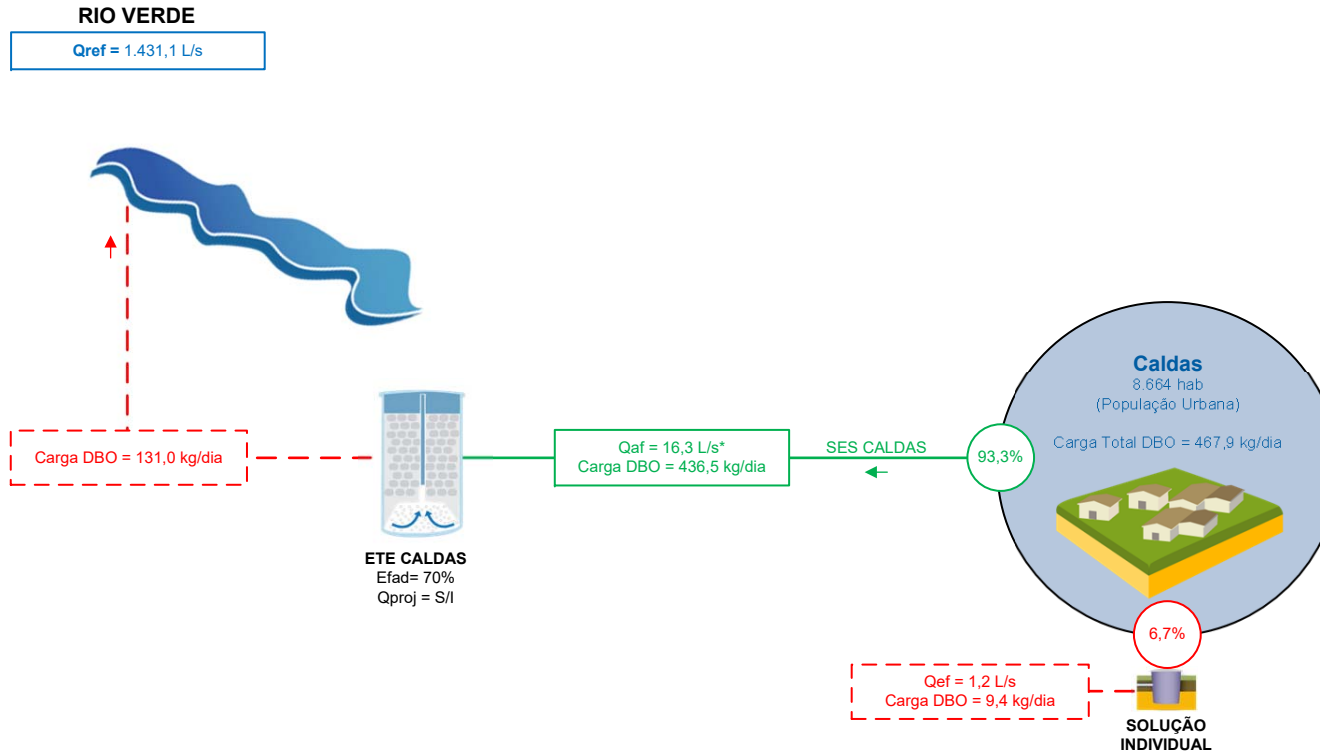 RIO VERDE
Qref = 1.431,1 L/s
Caldas
8.664 hab
(População Urbana)
Carga Total DBO = 467,9 kg/dia
93,3%
SES CALDAS
Qaf = 16,3 L/s*
Carga DBO = 436,5 kg/dia
Carga DBO = 131,0 kg/dia
ETE CALDAS
Efad= 70%
Qproj = S/I
6,7%
Qef = 1,2 L/s
Carga DBO = 9,4 kg/dia
SOLUÇÃO
INDIVIDUAL